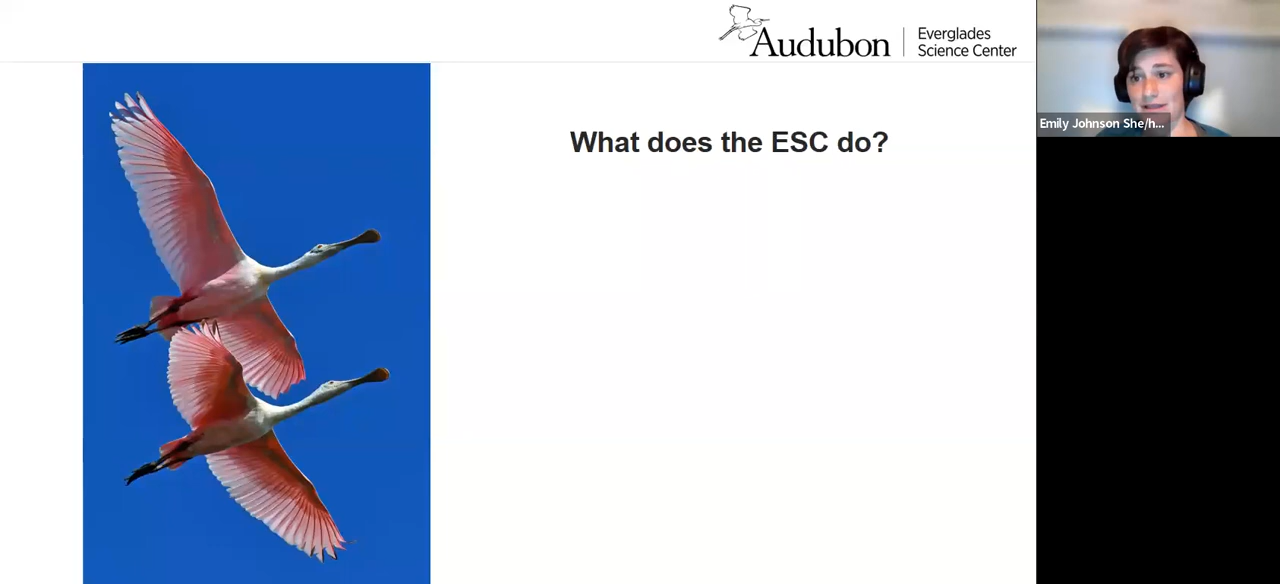 Audubon
Everglades
Science Center
Emily Johnson She/h...
What does the ESC do?